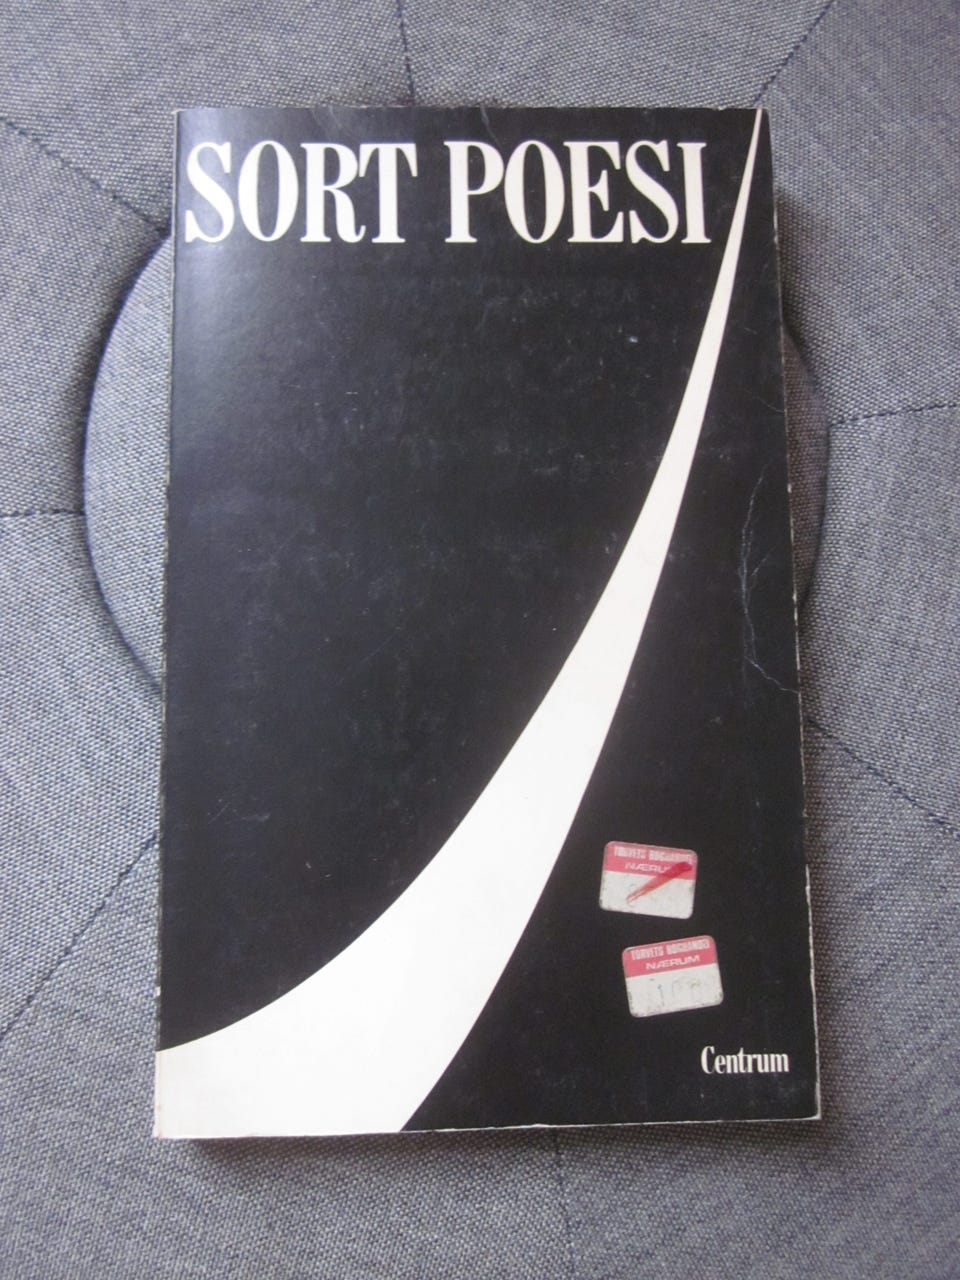 SORT POESI
TORVETS BOGHANDEL
NÆRUM
TORVETS BOGHANDEL
NÆRUM
Centrum